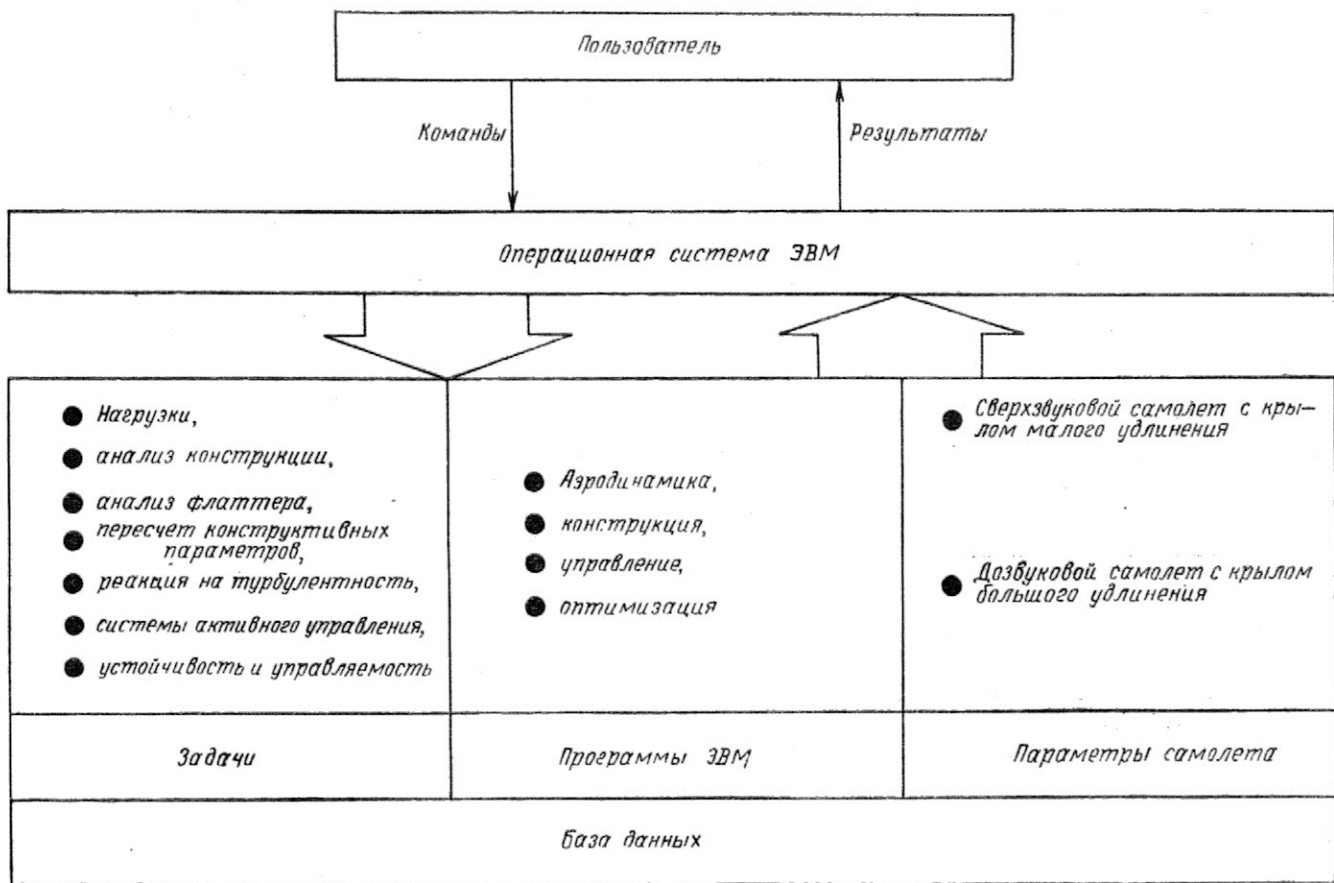 Пользователь
Команды
Результаты
Операционная система ЭВМ
Нагрузки,
анализ конструкции,
анализ флаттера,
пересчет конструктивных
параметров,
реакция на турбулентность,
системы активного управления,
устойчивость и управляемость
Аэродинамика,
конструкция,
управление,
оптимизация
Сверхзвуковой самолет с кры-
лом малого удлинения
Дозвуковой самолет с крылом
большого удлинения
Задачи
Программы ЭВМ
Параметры самолета
База данных